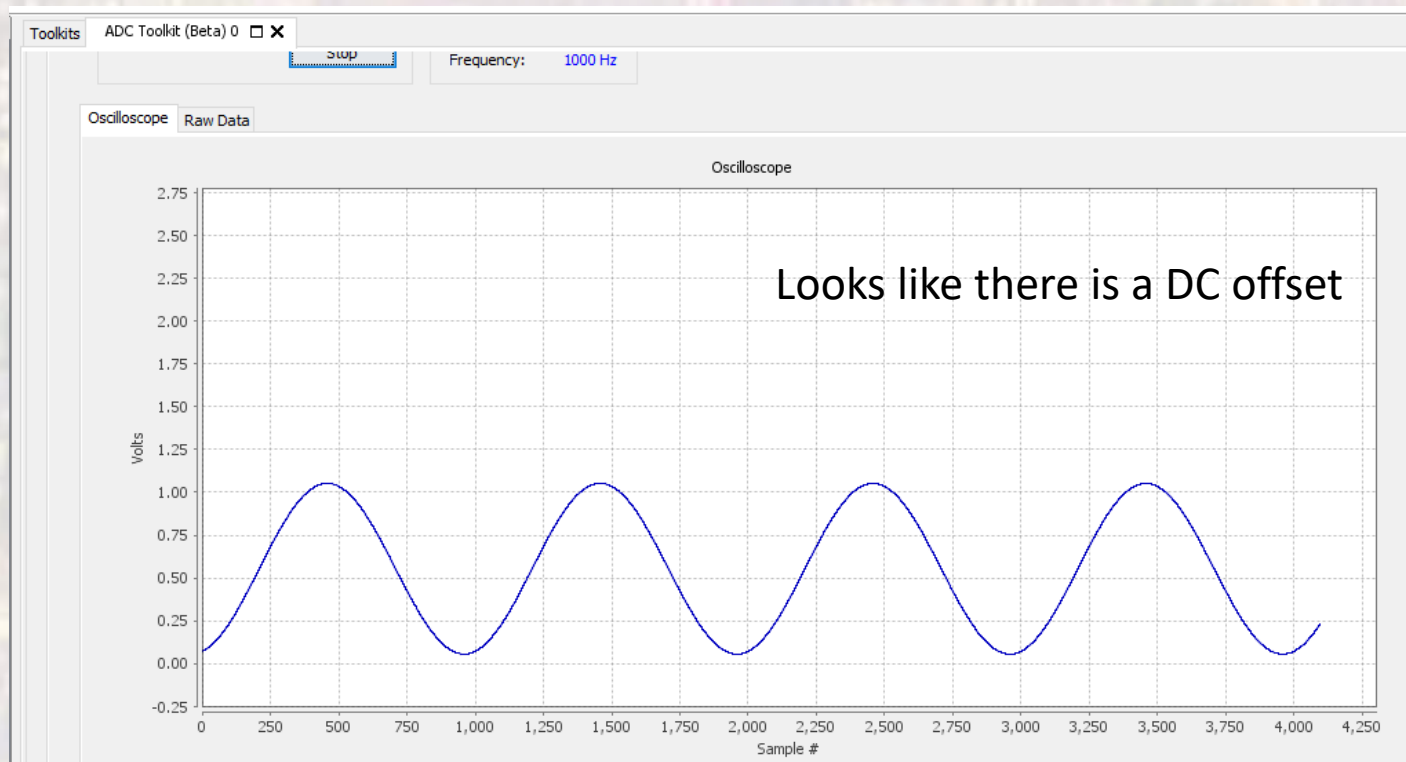 Toolkits ADC Toolkit (Beta) 0
Stop
Frequency: 1000 Hz
Oscilloscope Raw Data
Oscilloscope
2.75
2.50
Looks like there is a DC offset
2.25
2.00
1.75
1.50
Volts
1.25
1.00
0.75
0.50
0.25
0.00
-0.25
0 250 500 750 1,000 1,250 1,500 1,750 2,000 2,250 2,500 2,750 3,000 3,250 3,500 3,750 4,000 4,250
Sample #